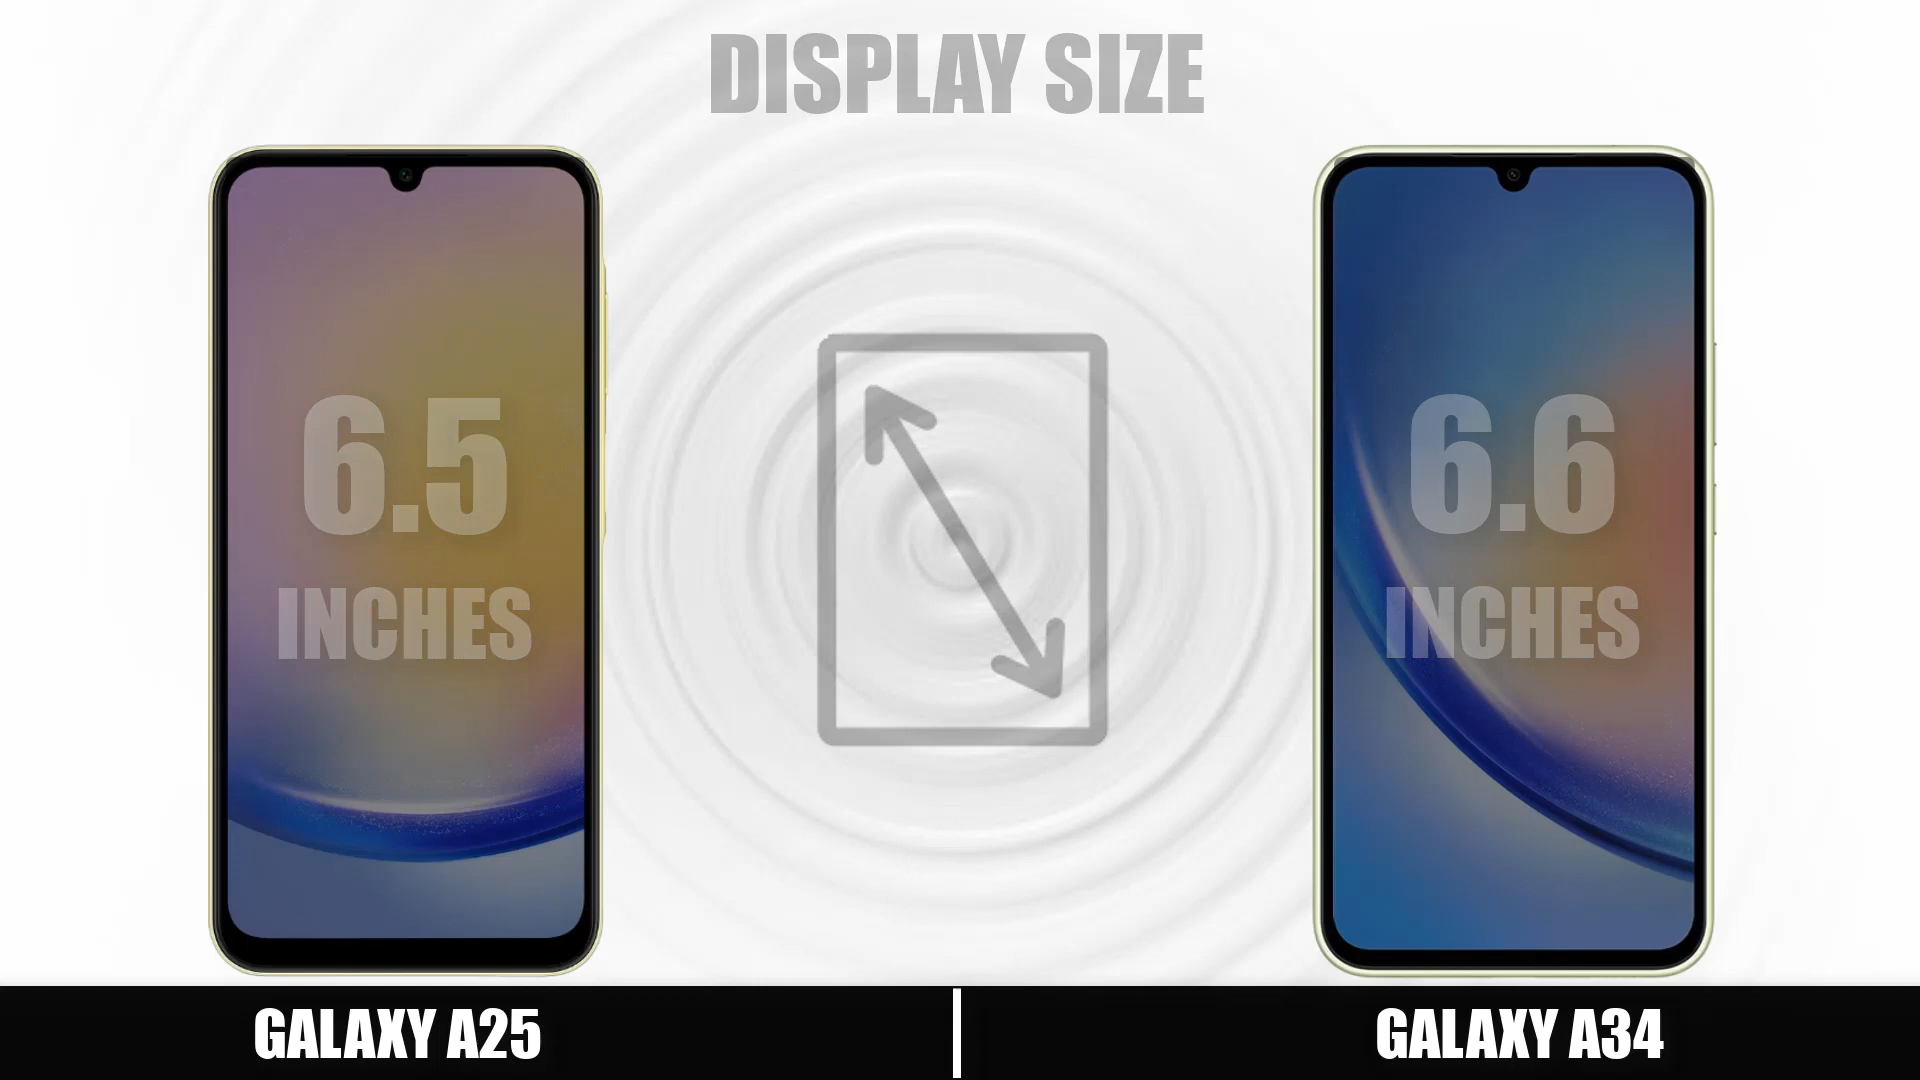 DISPLAY SIZE
6.5
INCHES
6.6
INCHES
GALAXY A25
GALAXY A34